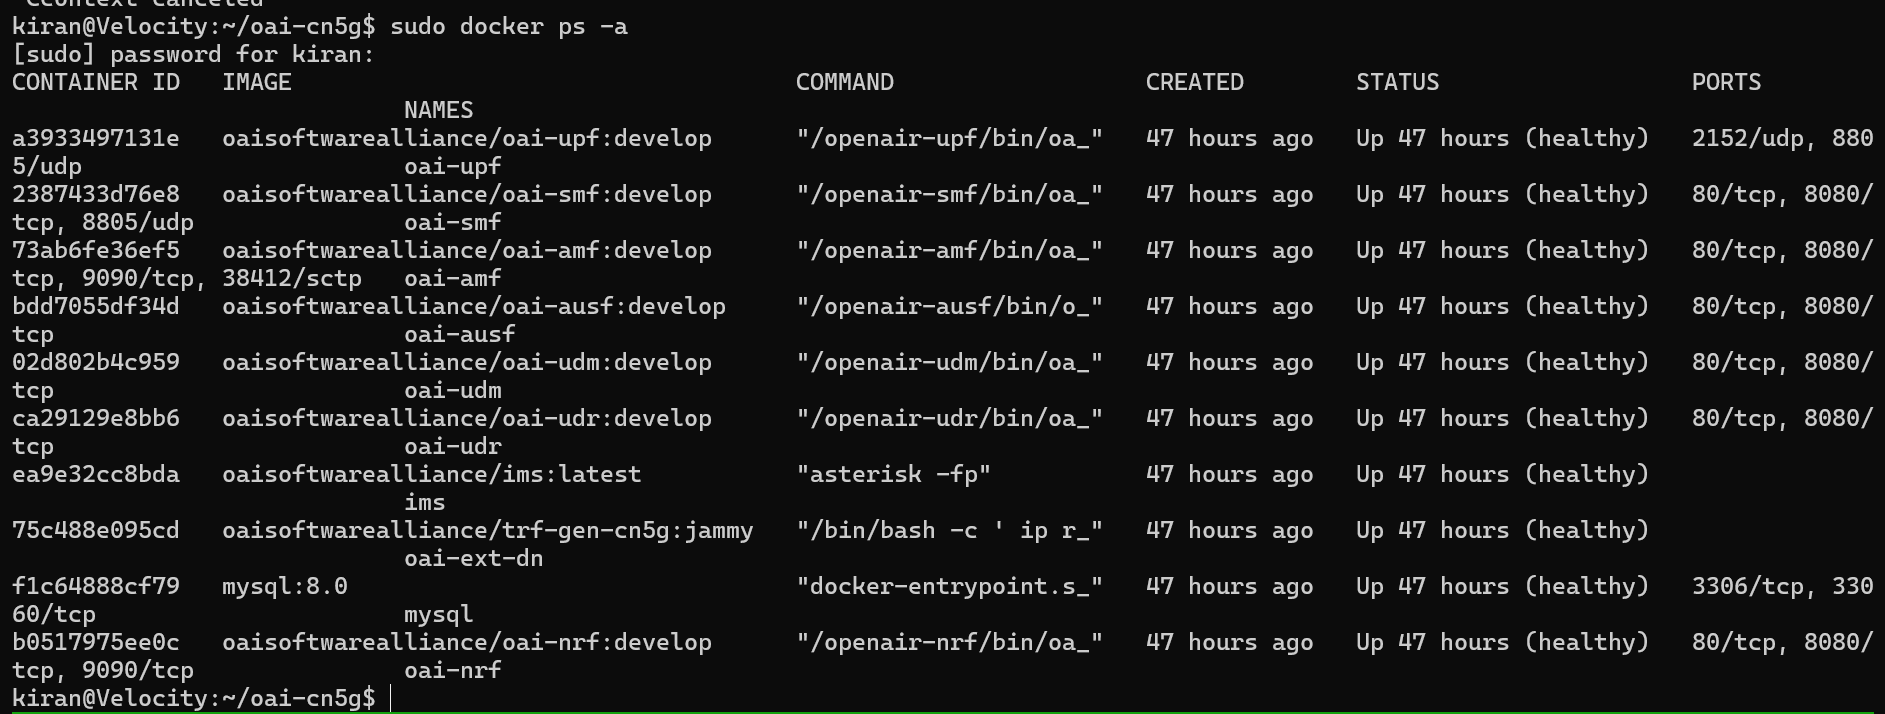 Ccontext canceled
kiran@Velocity:~/oai-cn5g$ sudo docker ps -a
[sudo] password for kiran:
CONTAINER ID   IMAGE                                    COMMAND                  CREATED        STATUS                  PORTS
                            NAMES
a3933497131e   oaisoftwarealliance/oai-upf:develop      "/openair-upf/bin/oa_"   47 hours ago   Up 47 hours (healthy)   2152/udp, 880
5/udp                       oai-upf
2387433d76e8   oaisoftwarealliance/oai-smf:develop      "/openair-smf/bin/oa_"   47 hours ago   Up 47 hours (healthy)   80/tcp, 8080/
tcp, 8805/udp               oai-smf
73ab6fe36ef5   oaisoftwarealliance/oai-amf:develop      "/openair-amf/bin/oa_"   47 hours ago   Up 47 hours (healthy)   80/tcp, 8080/
tcp, 9090/tcp, 38412/sctp   oai-amf
bdd7055df34d   oaisoftwarealliance/oai-ausf:develop     "/openair-ausf/bin/o_"   47 hours ago   Up 47 hours (healthy)   80/tcp, 8080/
tcp                         oai-ausf
02d802b4c959   oaisoftwarealliance/oai-udm:develop      "/openair-udm/bin/oa_"   47 hours ago   Up 47 hours (healthy)   80/tcp, 8080/
tcp                         oai-udm
ca29129e8bb6   oaisoftwarealliance/oai-udr:develop      "/openair-udr/bin/oa_"   47 hours ago   Up 47 hours (healthy)   80/tcp, 8080/
tcp                         oai-udr
ea9e32cc8bda   oaisoftwarealliance/ims:latest           "asterisk -fp"           47 hours ago   Up 47 hours (healthy)
                            ims
75c488e095cd   oaisoftwarealliance/trf-gen-cn5g:jammy   "/bin/bash -c ' ip r_"   47 hours ago   Up 47 hours (healthy)
                            oai-ext-dn
f1c64888cf79   mysql:8.0                                "docker-entrypoint.s_"   47 hours ago   Up 47 hours (healthy)   3306/tcp, 330
60/tcp                      mysql
b0517975ee0c   oaisoftwarealliance/oai-nrf:develop      "/openair-nrf/bin/oa_"   47 hours ago   Up 47 hours (healthy)   80/tcp, 8080/
tcp, 9090/tcp               oai-nrf
kiran@Velocity:~/oai-cn5g$